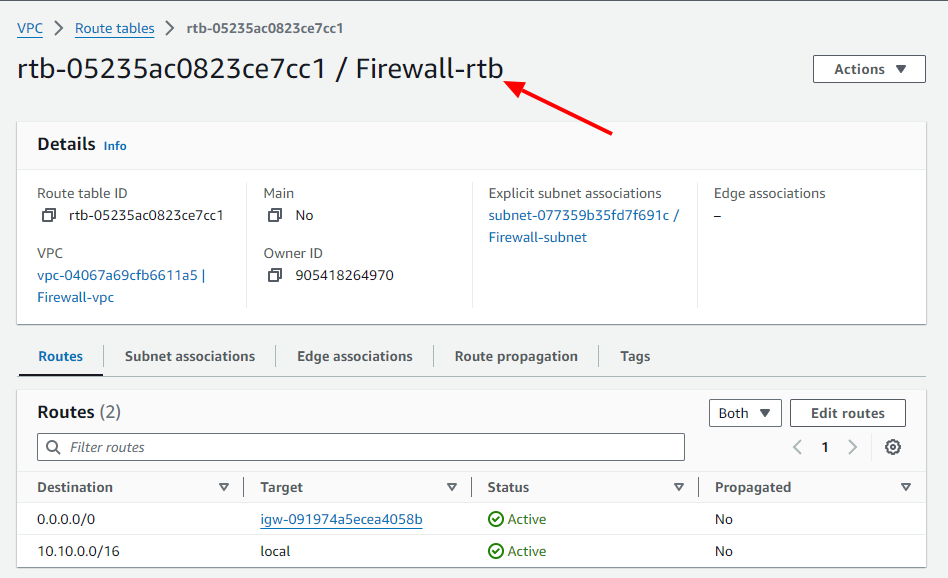 VPC > Route tables > rtb-05235ac0823ce7cc1
rtb-05235ac0823ce7cc1 / Firewall-rtb
Actions
Details Info
Route table ID
rtb-05235ac0823ce7cc1
Main
No
Explicit subnet associations
subnet-077359b35fd7f691c /
Firewall-subnet
Edge associations
–
VPC
vpc-04067a69cfb6611a5 |
Firewall-vpc
Owner ID
905418264970
Routes Subnet associations Edge associations Route propagation Tags
Routes (2)
Both Edit routes
Filter routes
1
Destination Target Status Propagated
0.0.0.0/0 igw-091974a5ecea4058b Active No
10.10.0.0/16 local Active No